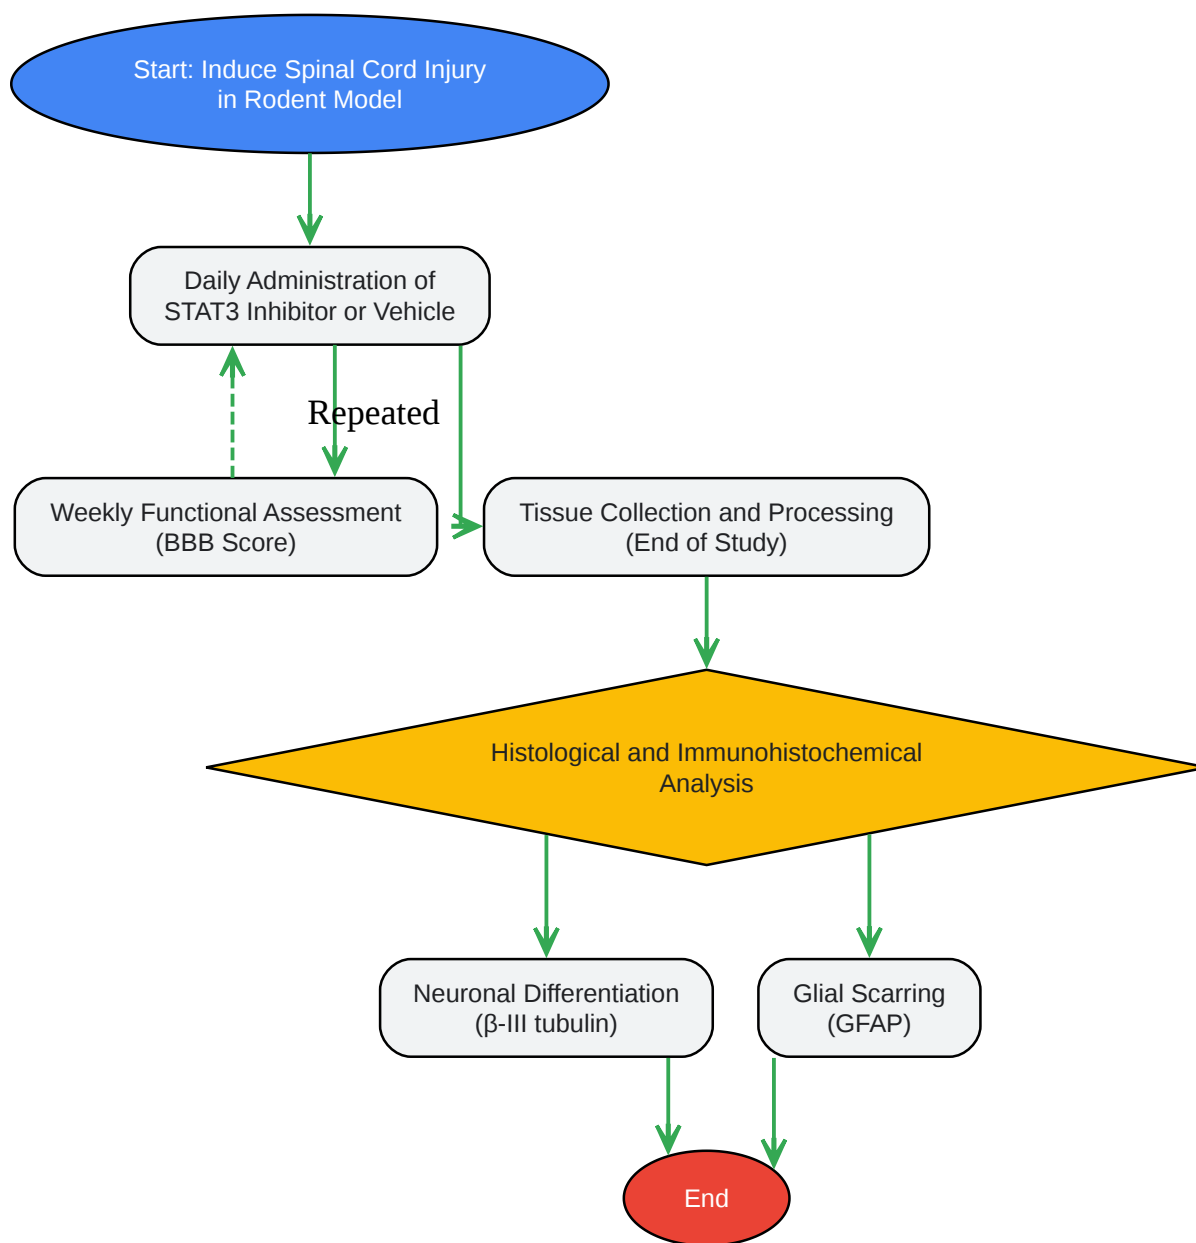 Start: Induce Spinal Cord Injury
in Rodent Model
Daily Administration of
STAT3 Inhibitor or Vehicle
Repeated
Weekly Functional Assessment
(BBB Score)
Tissue Collection and Processing
(End of Study)
Histological and Immunohistochemical
Analysis
Neuronal Differentiation
(β-III tubulin)
Glial Scarring
(GFAP)
End